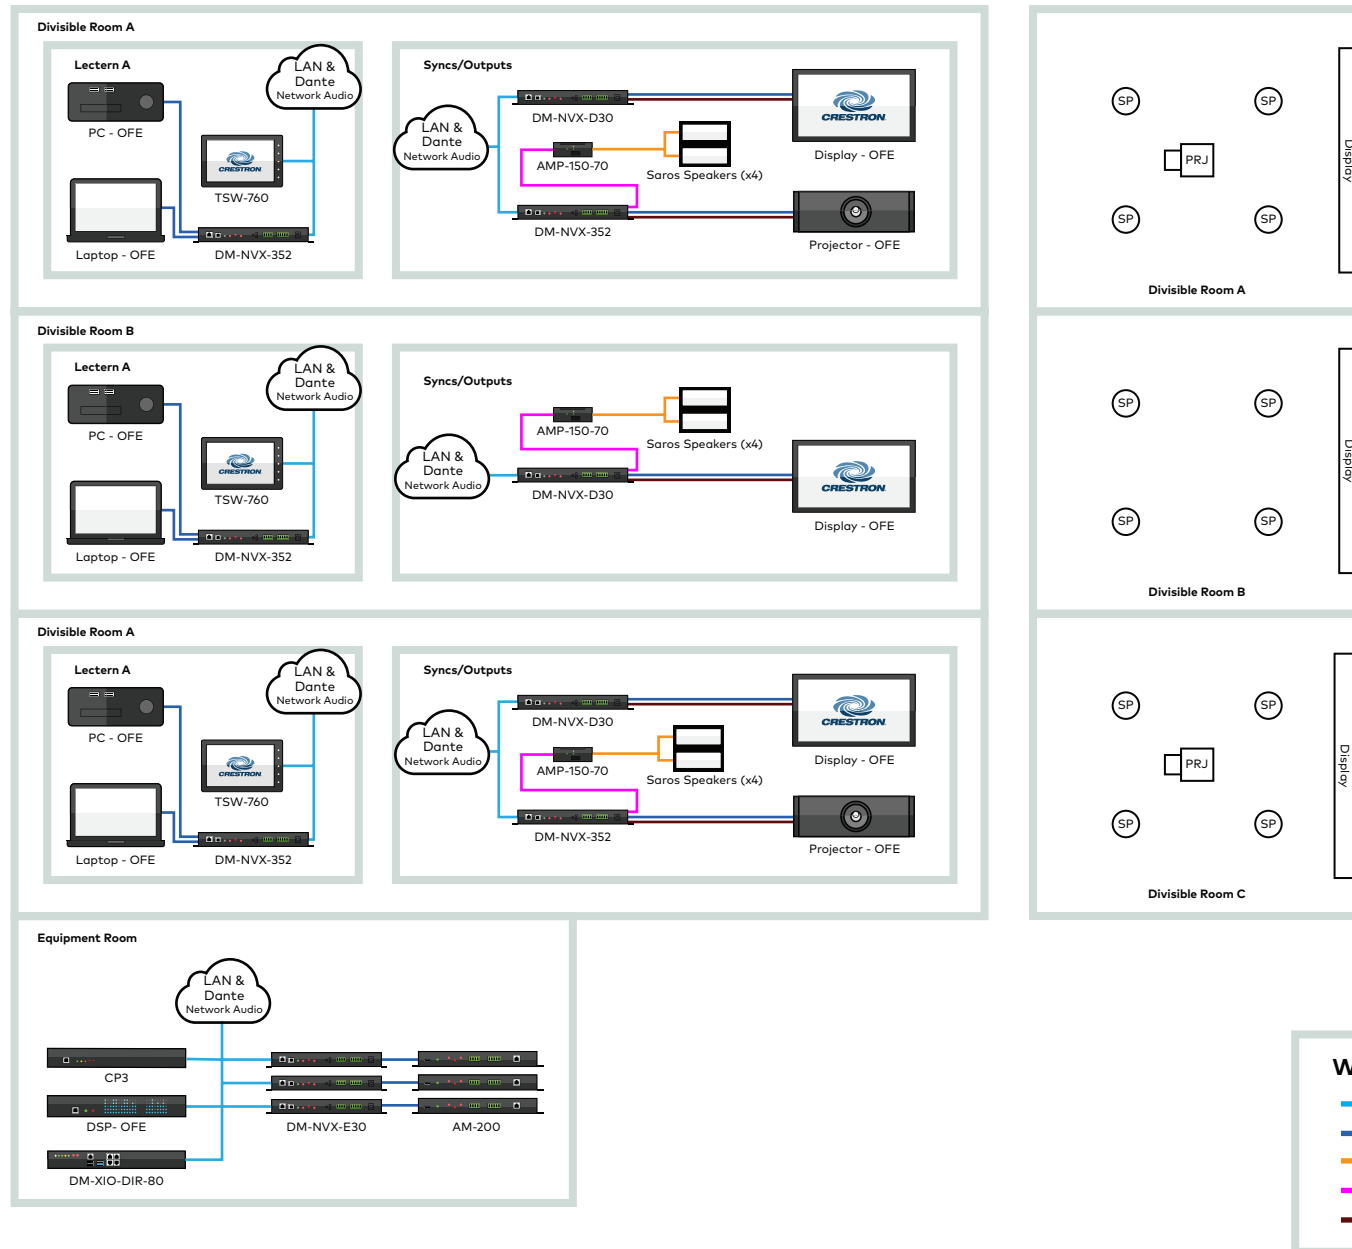 Divisible Room A
Lectern A
LAN &
Dante
Network Audio
PC - OFE
CRESTRON
TSW-760
Laptop - OFE
DM-NVX-352
Syncs/Outputs
LAN &
Dante
Network Audio
DM-NVX-D30
AMP-150-70
Saros Speakers (x4)
CRESTRON
Display - OFE
DM-NVX-352
Projector - OFE
SP
SP
PRJ
SP
SP
Display
Divisible Room A
Divisible Room B
Lectern A
LAN &
Dante
Network Audio
PC - OFE
CRESTRON
TSW-760
Laptop - OFE
DM-NVX-352
Syncs/Outputs
AMP-150-70
Saros Speakers (x4)
LAN &
Dante
Network Audio
DM-NVX-D30
CRESTRON
Display - OFE
SP
SP
SP
SP
Display
Divisible Room B
Divisible Room A
Lectern A
LAN &
Dante
Network Audio
PC - OFE
CRESTRON
TSW-760
Laptop - OFE
DM-NVX-352
Syncs/Outputs
LAN &
Dante
Network Audio
DM-NVX-D30
AMP-150-70
Saros Speakers (x4)
CRESTRON
Display - OFE
DM-NVX-352
Projector - OFE
SP
SP
PRJ
SP
SP
Display
Divisible Room C
Equipment Room
LAN &
Dante
Network Audio
CP3
DSP- OFE
DM-NVX-E30
AM-200
DM-XIO-DIR-80